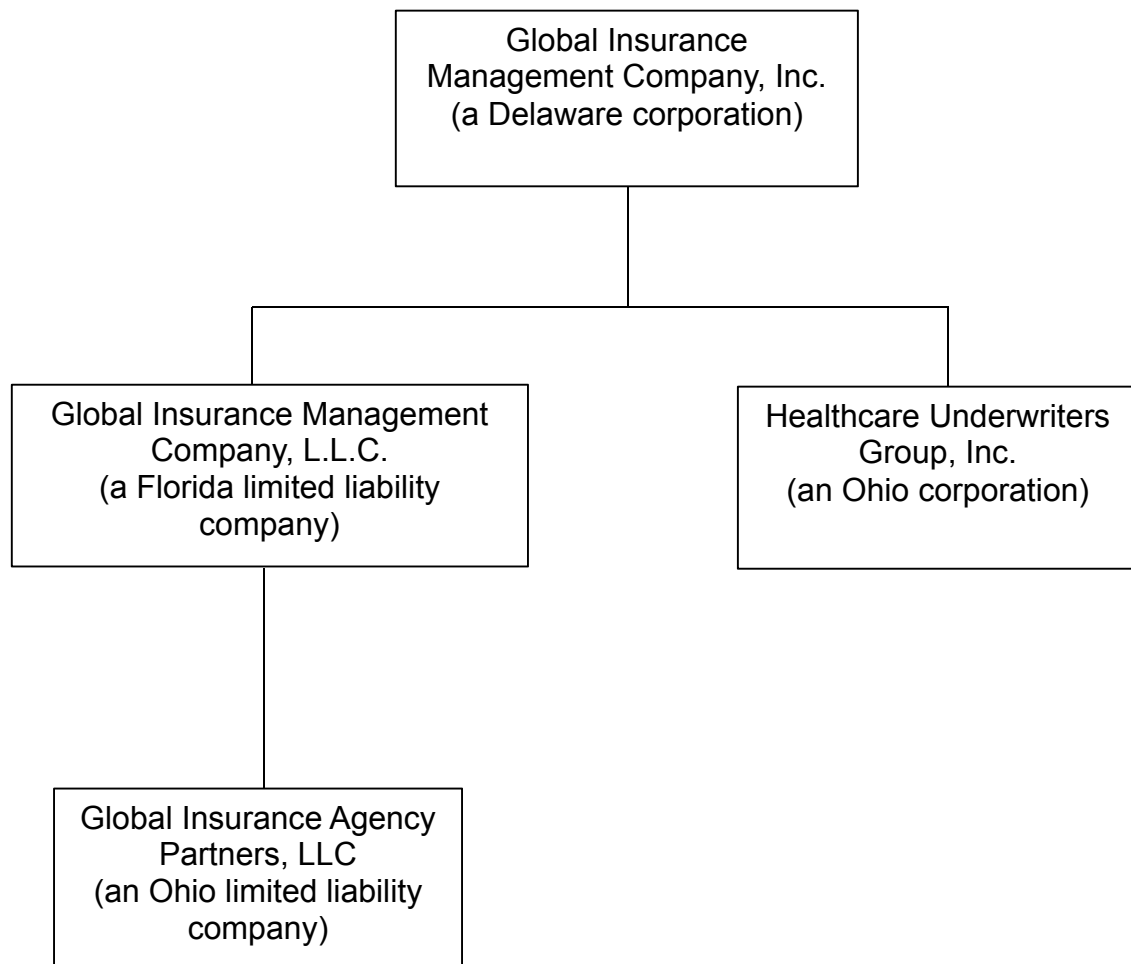 Global Insurance
Management Company, Inc.
(a Delaware corporation)
Global Insurance Management
Company, L.L.C.
(a Florida limited liability
company)
Healthcare Underwriters
Group, Inc.
(an Ohio corporation)
Global Insurance Agency
Partners, LLC
(an Ohio limited liability
company)